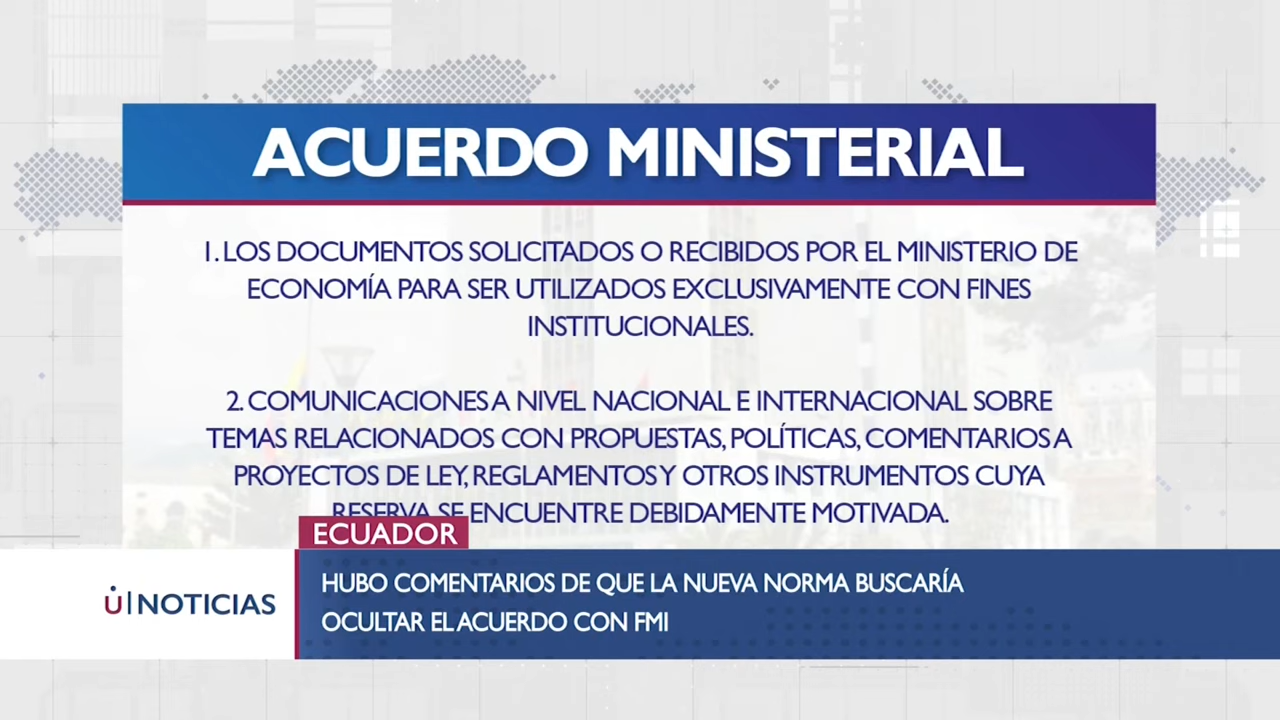 ACUERDO MINISTERIAL
1. LOS DOCUMENTOS SOLICITADOS O RECIBIDOS POR EL MINISTERIO DE
ECONOMÍA PARA SER UTILIZADOS EXCLUSIVAMENTE CON FINES
INSTITUCIONALES.
2. COMUNICACIONES A NIVEL NACIONAL E INTERNACIONAL SOBRE
TEMAS RELACIONADOS CON PROPUESTAS, POLÍTICAS, COMENTARIOS A
PROYECTOS DE LEY, REGLAMENTOS Y OTROS INSTRUMENTOS CUYA
RESERVA SE ENCUENTRE DEBIDAMENTE MOTIVADA.
ECUADOR
U| NOTICIAS
HUBO COMENTARIOS DE QUE LA NUEVA NORMA BUSCARÍA
OCULTAR EL ACUERDO CON FMI